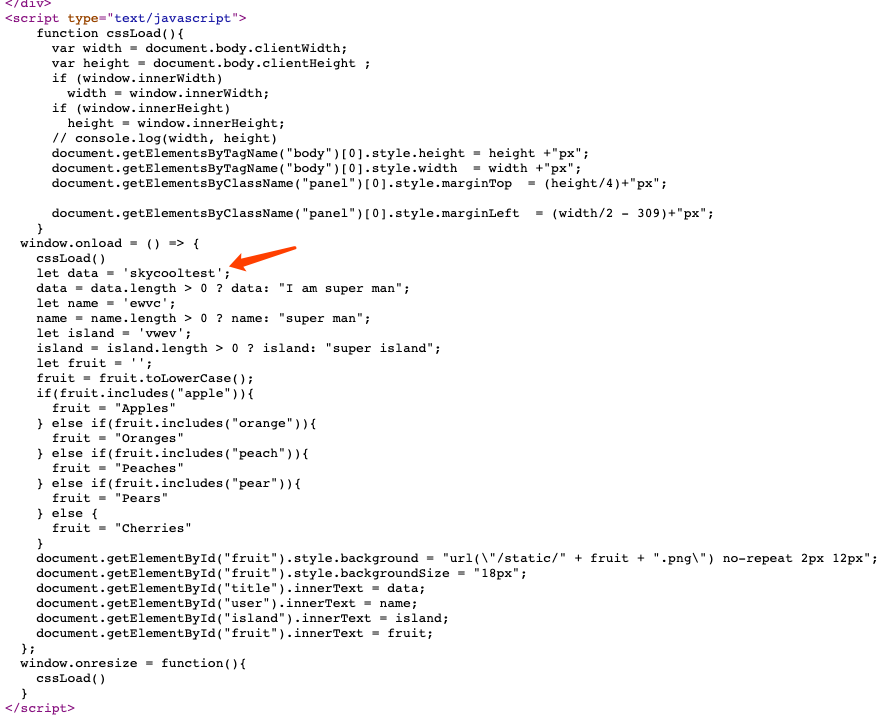 </div>
<script type="text/javascript">
    function cssLoad(){
      var width = document.body.clientWidth;
      var height = document.body.clientHeight ;
      if (window.innerWidth)
        width = window.innerWidth;
      if (window.innerHeight)
        height = window.innerHeight;
      // console.log(width, height)
      document.getElementsByTagName("body")[0].style.height = height +"px";
      document.getElementsByTagName("body")[0].style.width  = width +"px";
      document.getElementsByClassName("panel")[0].style.marginTop  = (height/4)+"px";

      document.getElementsByClassName("panel")[0].style.marginLeft  = (width/2 - 309)+"px";
    }
  window.onload = () => {
    cssLoad()
    let data = 'skycooltest';
    data = data.length > 0 ? data: "I am super man";
    let name = 'ewvc';
    name = name.length > 0 ? name: "super man";
    let island = 'vwev';
    island = island.length > 0 ? island: "super island";
    let fruit = '';
    fruit = fruit.toLowerCase();
    if(fruit.includes("apple")){
      fruit = "Apples"
    } else if(fruit.includes("orange")){
      fruit = "Oranges"
    } else if(fruit.includes("peach")){
      fruit = "Peaches"
    } else if(fruit.includes("pear")){
      fruit = "Pears"
    } else {
      fruit = "Cherries"
    }
    document.getElementById("fruit").style.background = "url(\"/static/" + fruit + ".png\") no-repeat 2px 12px";
    document.getElementById("fruit").style.backgroundSize = "18px";
    document.getElementById("title").innerText = data;
    document.getElementById("user").innerText = name;
    document.getElementById("island").innerText = island;
    document.getElementById("fruit").innerText = fruit;
  };
  window.onresize = function(){
    cssLoad()
  }
</script>